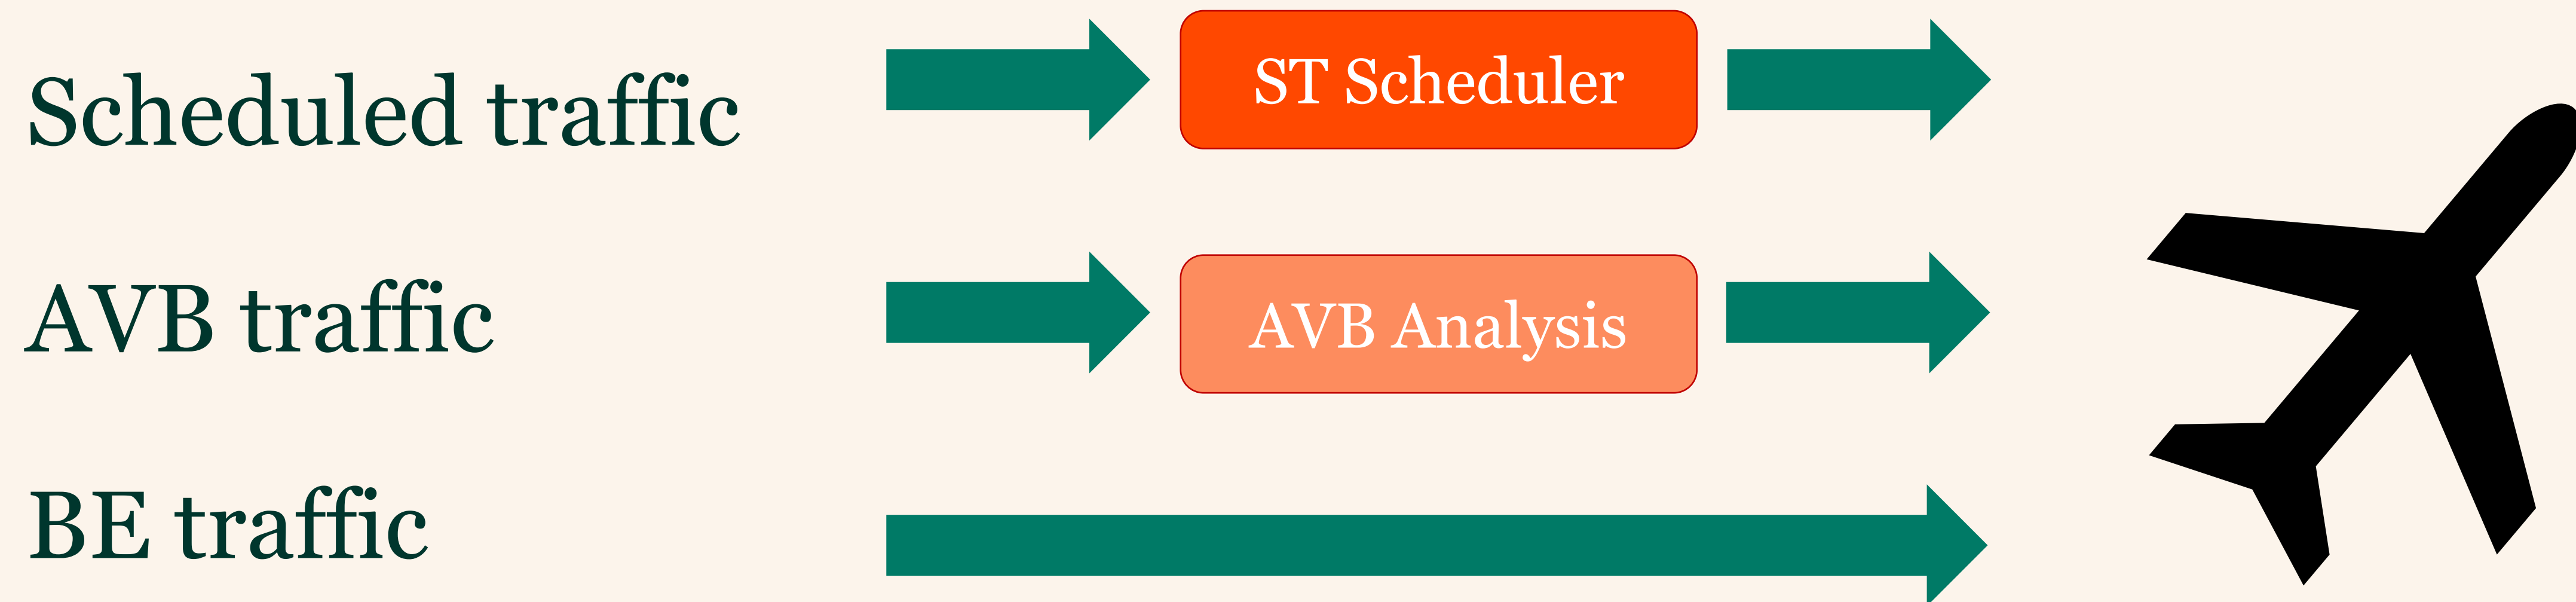 Scheduled traffic
ST Scheduler
AVB traffic
AVB Analysis
BE traffic